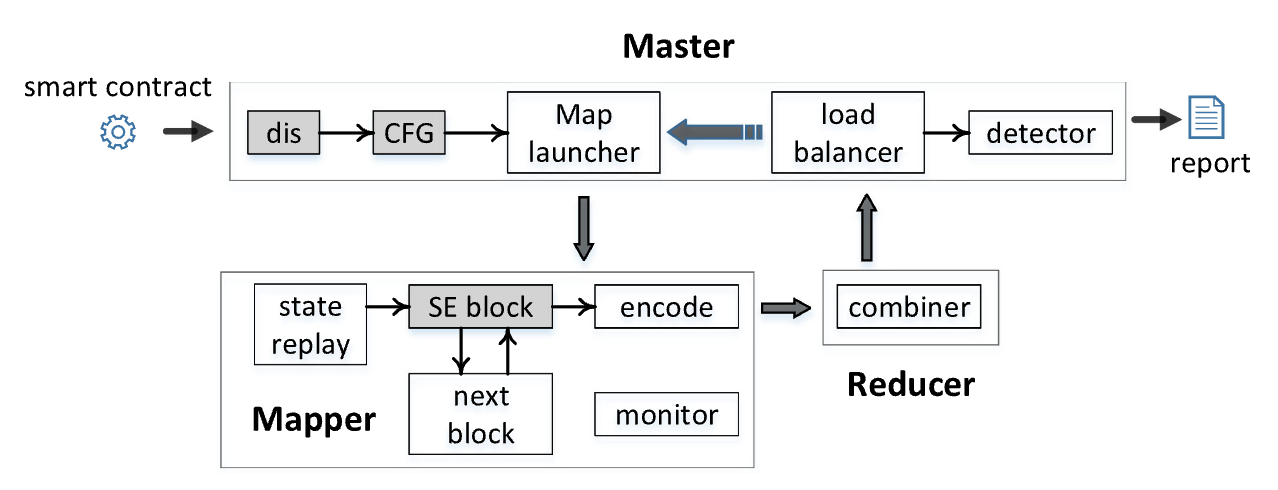 Master
smart contract
dis
CFG
Map
launcher
load
balancer
detector
report
state
replay
SE block
encode
combiner
next
block
monitor
Mapper
Reducer